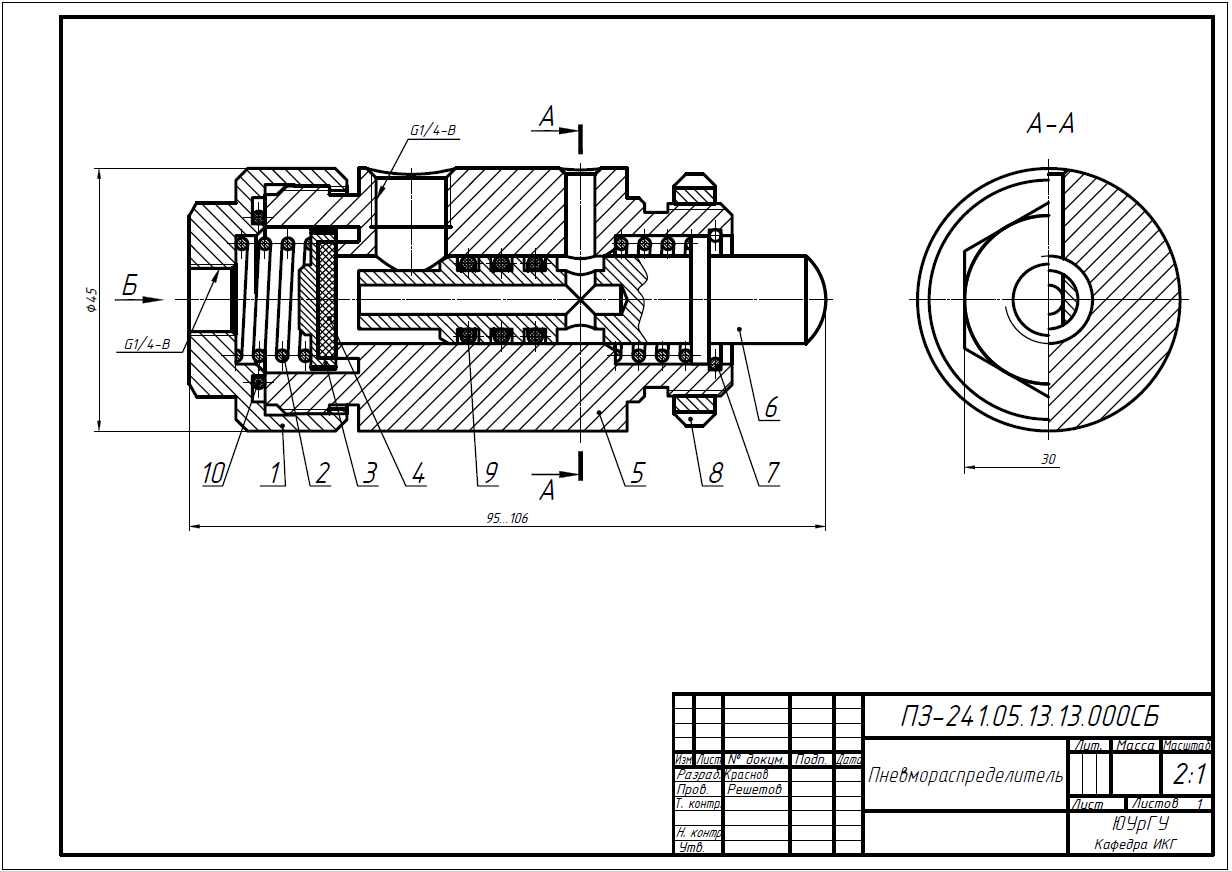 А
G1/4-В
А-А
Б
G1/4-В
ϕ45
6
10 1 2 3 4 9 5 8 7
А
30
95...106
ПЭ-241.05.13.13.000СБ
Изм. Лист № докум. Подп. Дата
Разраб. Краснов
Пров. Решетов
Т. контр.
Н. контр.
Утв.
Пневмораспределитель
Лит. Масса Масштаб
2:1
Лист Листов 1
ЮУрГУ
Кафедра ИКГ